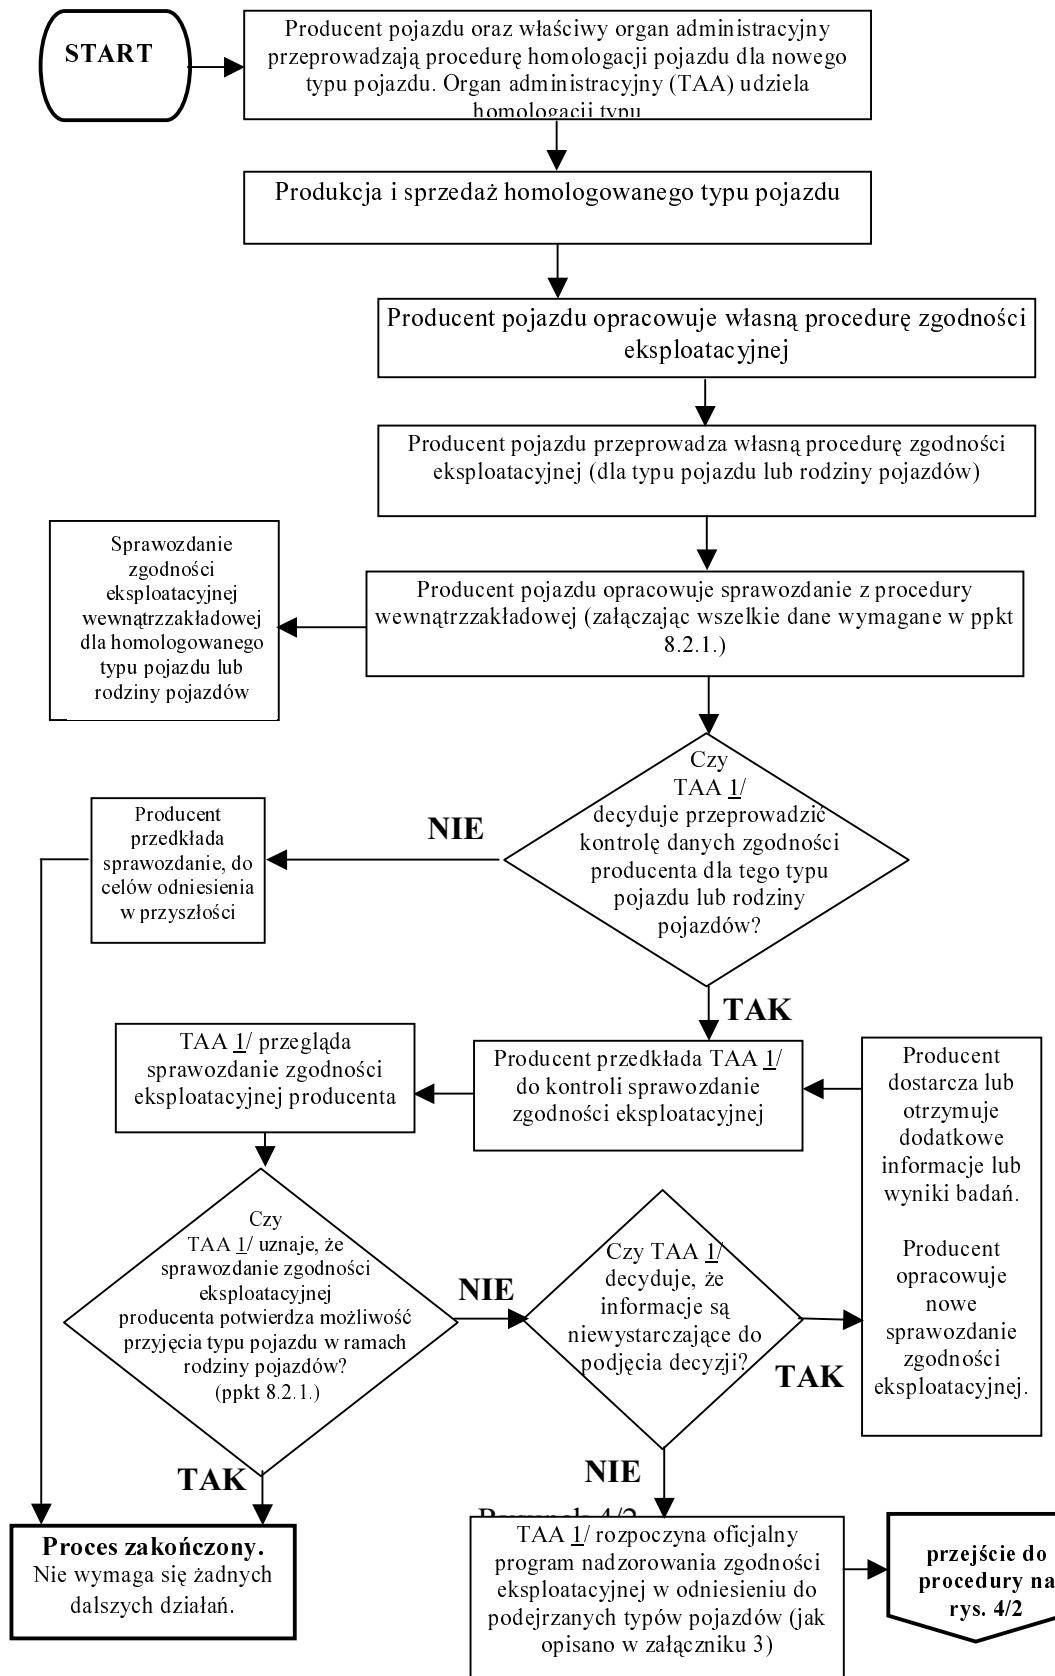 START
Producent pojazdu oraz właściwy organ administracyjny
przeprowadzają procedurę homologacji pojazdu dla nowego
typu pojazdu. Organ administracyjny (TAA) udziela
homologacji typu
Produkcja i sprzedaż homologowanego typu pojazdu
Producent pojazdu opracowuje własną procedurę zgodności
eksploatacyjnej
Producent pojazdu przeprowadza własną procedurę zgodności
eksploatacyjnej (dla typu pojazdu lub rodziny pojazdów)
Producent pojazdu opracowuje sprawozdanie z procedury
wewnątrzzakładowej (załączając wszelkie dane wymagane w ppkt
8.2.1.)
Sprawozdanie
zgodności
eksploatacyjnej
wewnątrzzakładowej
dla homologowanego
typu pojazdu lub
rodziny pojazdów
Czy
TAA 1/
decyduje przeprowadzić
kontrolę danych zgodności
producenta dla tego typu
pojazdu lub rodziny
pojazdów?
NIE
Producent
przedkłada
sprawozdanie, do
celów odniesienia
w przyszłości
TAK
Producent przedkłada TAA 1/
do kontroli sprawozdanie
zgodności eksploatacyjnej
TAA 1/ przegląda
sprawozdanie zgodności
eksploatacyjnej producenta
Producent
dostarcza lub
otrzymuje
dodatkowe
informacje lub
wyniki badań.
Producent
opracowuje
nowe
sprawozdanie
zgodności
eksploatacyjnej.
Czy
TAA 1/ uznaje, że
sprawozdanie zgodności
eksploatacyjnej
producenta potwierdza możliwość
przyjęcia typu pojazdu w ramach
rodziny pojazdów?
(ppkt 8.2.1.)
NIE
Czy TAA 1/
decyduje, że
informacje są
niewystarczające do
podjęcia decyzji?
TAK
TAK
NIE
Proces zakończony.
Nie wymaga się żadnych
dalszych działań.
Rysunek 4/2
TAA 1/ rozpoczyna oficjalny
program nadzorowania zgodności
eksploatacyjnej w odniesieniu do
podejrzanych typów pojazdów (jak
opisano w załączniku 3)
przejście do
procedury na
rys. 4/2